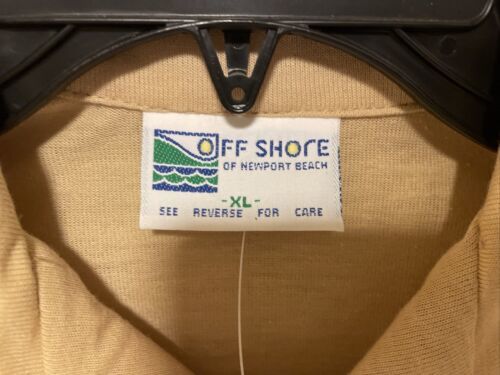 OFF SHORE
OF NEWPORT BEACH
-XL-
SEE REVERSE FOR CARE